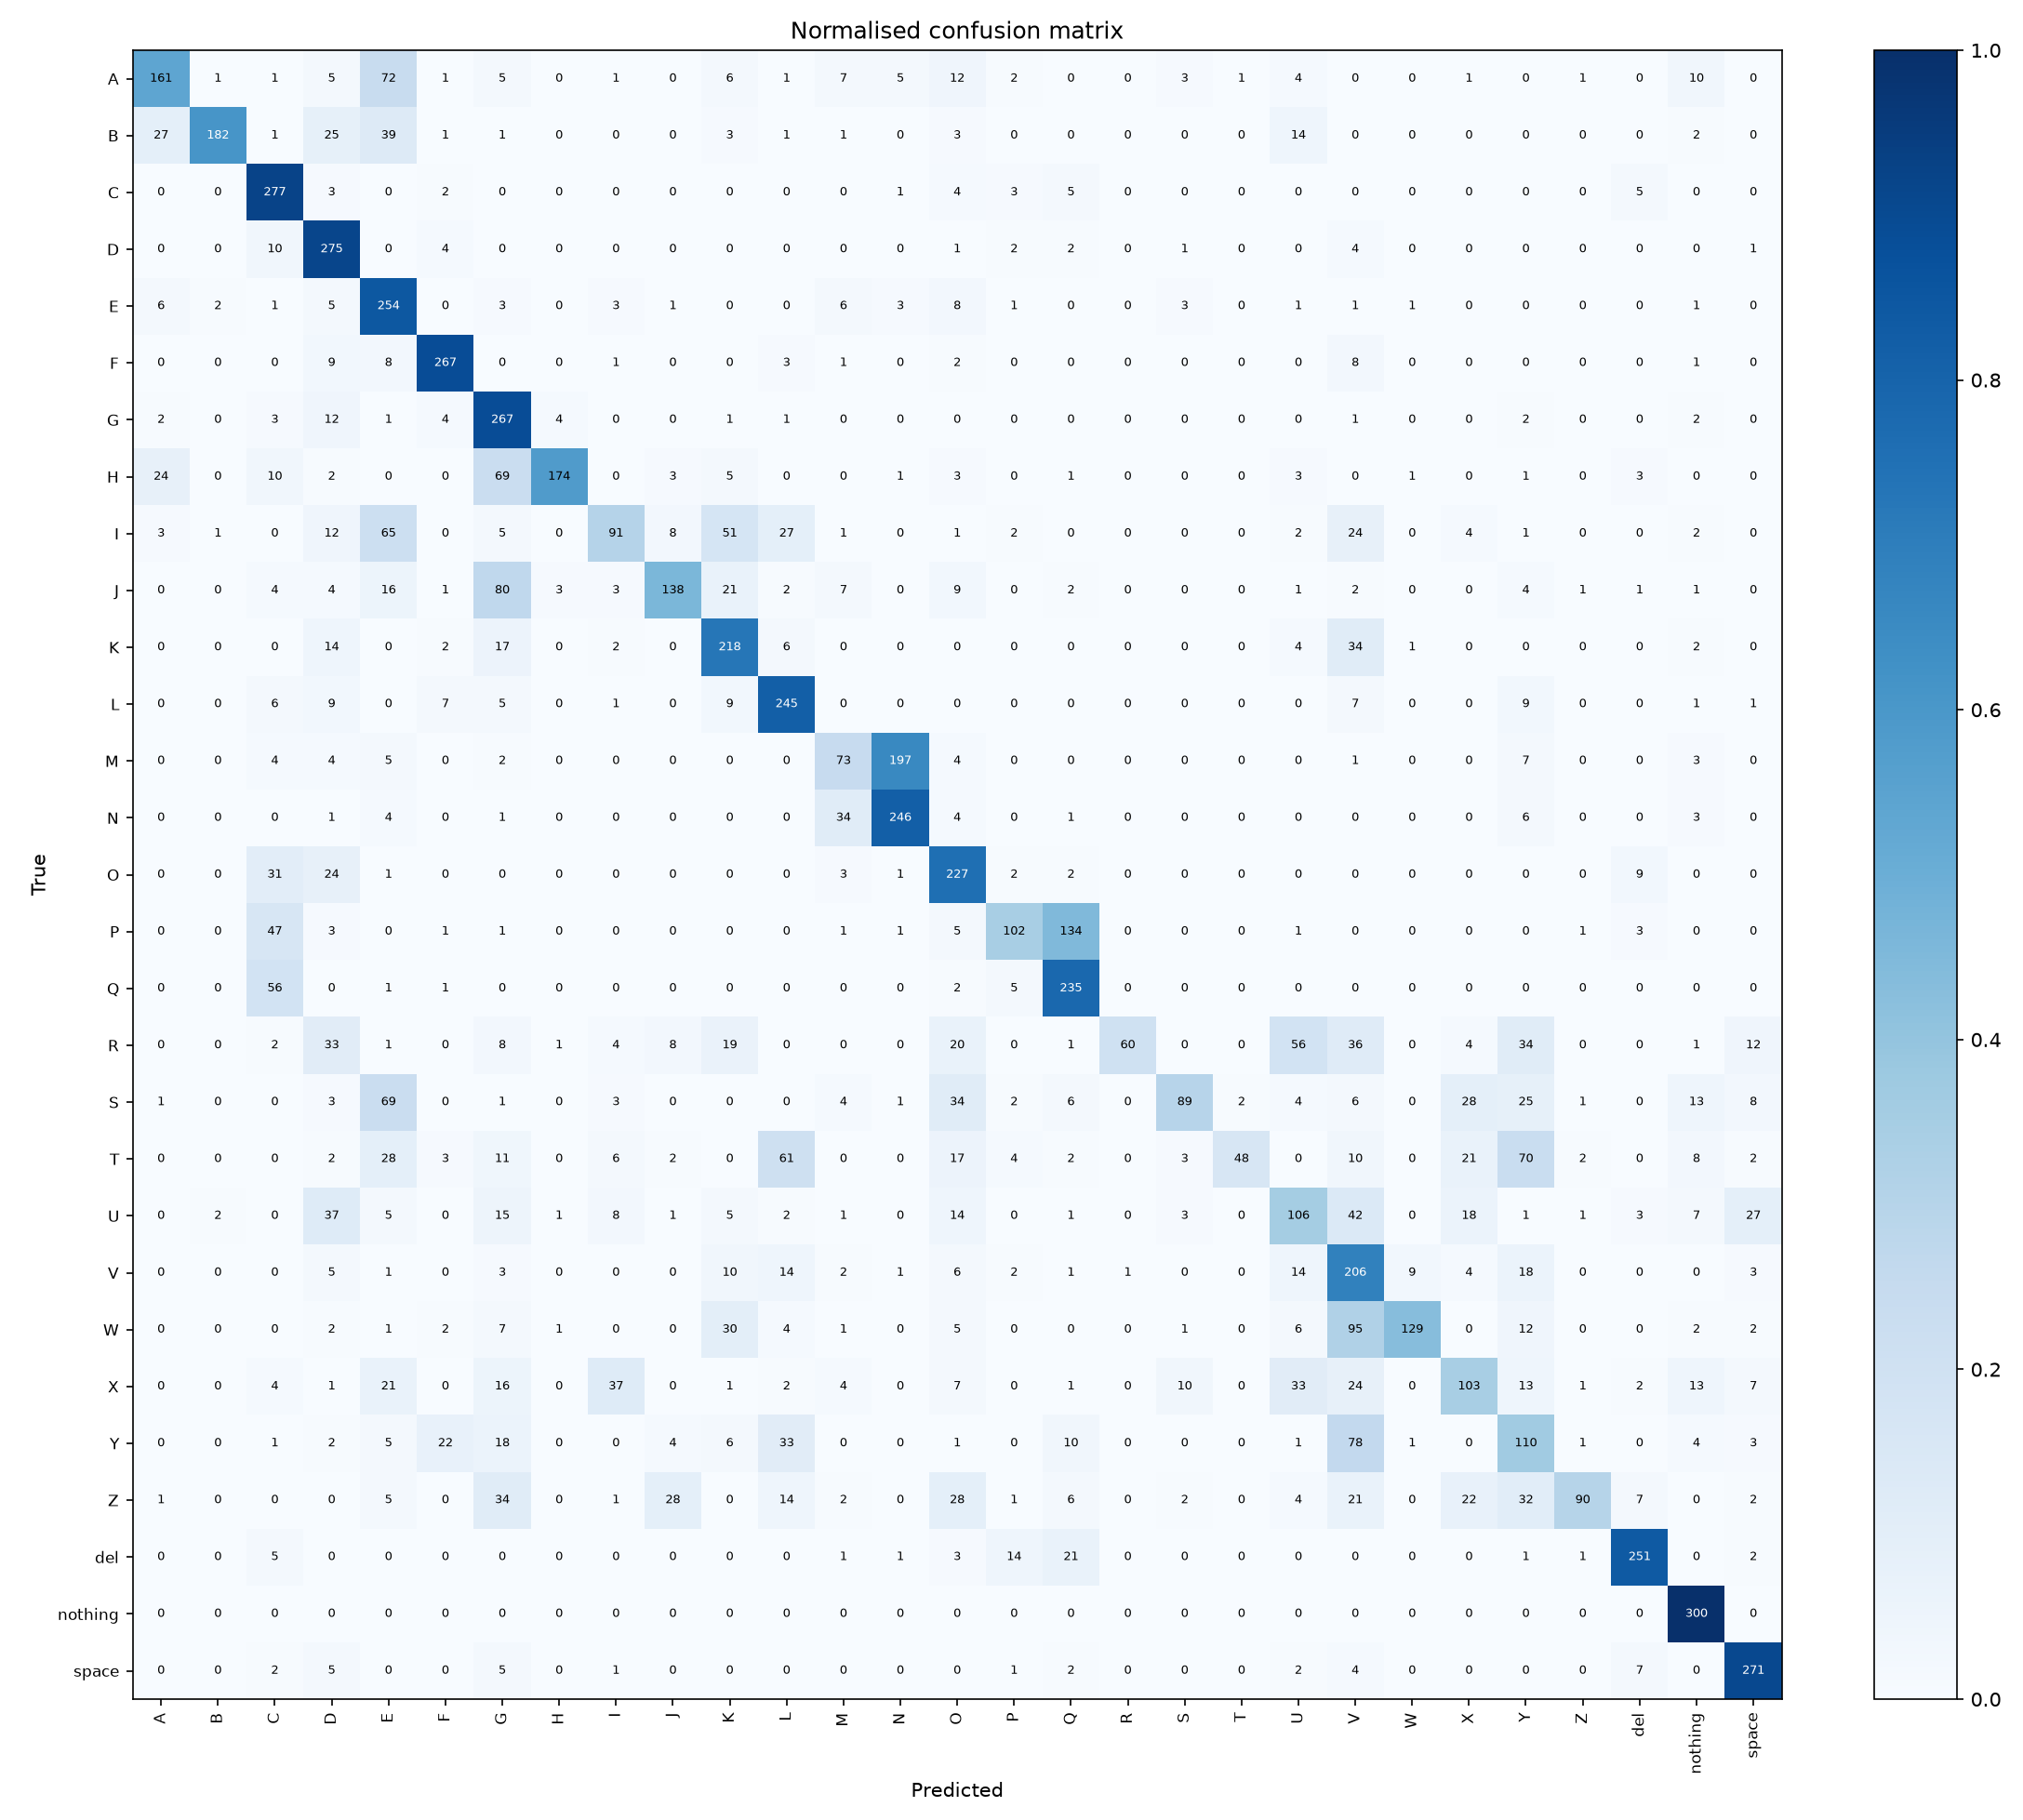 Normalised confusion matrix
A 161 1 1 5 72 1 5 0 1 0 6 1 7 5 12 2 0 0 3 1 4 0 0 1 0 1 0 10 0
B 27 182 1 25 39 1 1 0 0 0 3 1 1 0 3 0 0 0 0 0 14 0 0 0 0 0 0 2 0
C 0 0 277 3 0 2 0 0 0 0 0 0 0 1 4 3 5 0 0 0 0 0 0 0 0 0 5 0 0
D 0 0 10 275 0 4 0 0 0 0 0 0 0 0 1 2 2 0 1 0 0 4 0 0 0 0 0 0 1
E 6 2 1 5 254 0 3 0 3 1 0 0 6 3 8 1 0 0 3 0 1 1 1 0 0 0 0 1 0
F 0 0 0 9 8 267 0 0 1 0 0 3 1 0 2 0 0 0 0 0 0 8 0 0 0 0 0 1 0
G 2 0 3 12 1 4 267 4 0 0 1 1 0 0 0 0 0 0 0 0 0 1 0 0 2 0 0 2 0
H 24 0 10 2 0 0 69 174 0 3 5 0 0 1 3 0 1 0 0 0 3 0 1 0 1 0 3 0 0
I 3 1 0 12 65 0 5 0 91 8 51 27 1 0 1 2 0 0 0 0 2 24 0 4 1 0 0 2 0
J 0 0 4 4 16 1 80 3 3 138 21 2 7 0 9 0 2 0 0 0 1 2 0 0 4 1 1 1 0
K 0 0 0 14 0 2 17 0 2 0 218 6 0 0 0 0 0 0 0 0 4 34 1 0 0 0 0 2 0
L 0 0 6 9 0 7 5 0 1 0 9 245 0 0 0 0 0 0 0 0 0 7 0 0 9 0 0 1 1
M 0 0 4 4 5 0 2 0 0 0 0 0 73 197 4 0 0 0 0 0 0 1 0 0 7 0 0 3 0
N 0 0 0 1 4 0 1 0 0 0 0 0 34 246 4 0 1 0 0 0 0 0 0 0 6 0 0 3 0
O 0 0 31 24 1 0 0 0 0 0 0 0 3 1 227 2 2 0 0 0 0 0 0 0 0 0 9 0 0
P 0 0 47 3 0 1 1 0 0 0 0 0 1 1 5 102 134 0 0 0 1 0 0 0 0 1 3 0 0
Q 0 0 56 0 1 1 0 0 0 0 0 0 0 0 2 5 235 0 0 0 0 0 0 0 0 0 0 0 0
R 0 0 2 33 1 0 8 1 4 8 19 0 0 0 20 0 1 60 0 0 56 36 0 4 34 0 0 1 12
S 1 0 0 3 69 0 1 0 3 0 0 0 4 1 34 2 6 0 89 2 4 6 0 28 25 1 0 13 8
T 0 0 0 2 28 3 11 0 6 2 0 61 0 0 17 4 2 0 3 48 0 10 0 21 70 2 0 8 2
U 0 2 0 37 5 0 15 1 8 1 5 2 1 0 14 0 1 0 3 0 106 42 0 18 1 1 3 7 27
V 0 0 0 5 1 0 3 0 0 0 10 14 2 1 6 2 1 1 0 0 14 206 9 4 18 0 0 0 3
W 0 0 0 2 1 2 7 1 0 0 30 4 1 0 5 0 0 0 1 0 6 95 129 0 12 0 0 2 2
X 0 0 4 1 21 0 16 0 37 0 1 2 4 0 7 0 1 0 10 0 33 24 0 103 13 1 2 13 7
Y 0 0 1 2 5 22 18 0 0 4 6 33 0 0 1 0 10 0 0 0 1 78 1 0 110 1 0 4 3
Z 1 0 0 0 5 0 34 0 1 28 0 14 2 0 28 1 6 0 2 0 4 21 0 22 32 90 7 0 2
del 0 0 5 0 0 0 0 0 0 0 0 0 1 1 3 14 21 0 0 0 0 0 0 0 1 1 251 0 2
nothing 0 0 0 0 0 0 0 0 0 0 0 0 0 0 0 0 0 0 0 0 0 0 0 0 0 0 0 300 0
space 0 0 2 5 0 0 5 0 1 0 0 0 0 0 0 1 2 0 0 0 2 4 0 0 0 0 7 0 271
A B C D E F G H I J K L M N O P Q R S T U V W X Y Z del nothing space
Predicted
True
1.0
0.8
0.6
0.4
0.2
0.0